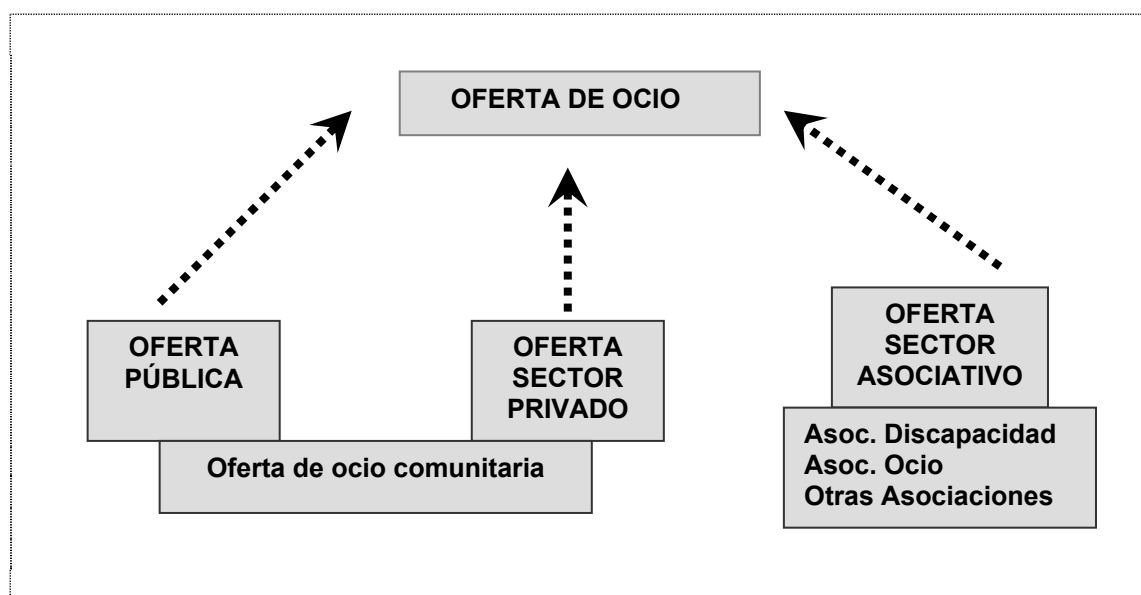 OFERTA DE OCIO
OFERTA
PÚBLICA
OFERTA
SECTOR
PRIVADO
OFERTA
SECTOR
ASOCIATIVO
Oferta de ocio comunitaria
Asoc. Discapacidad
Asoc. Ocio
Otras Asociaciones